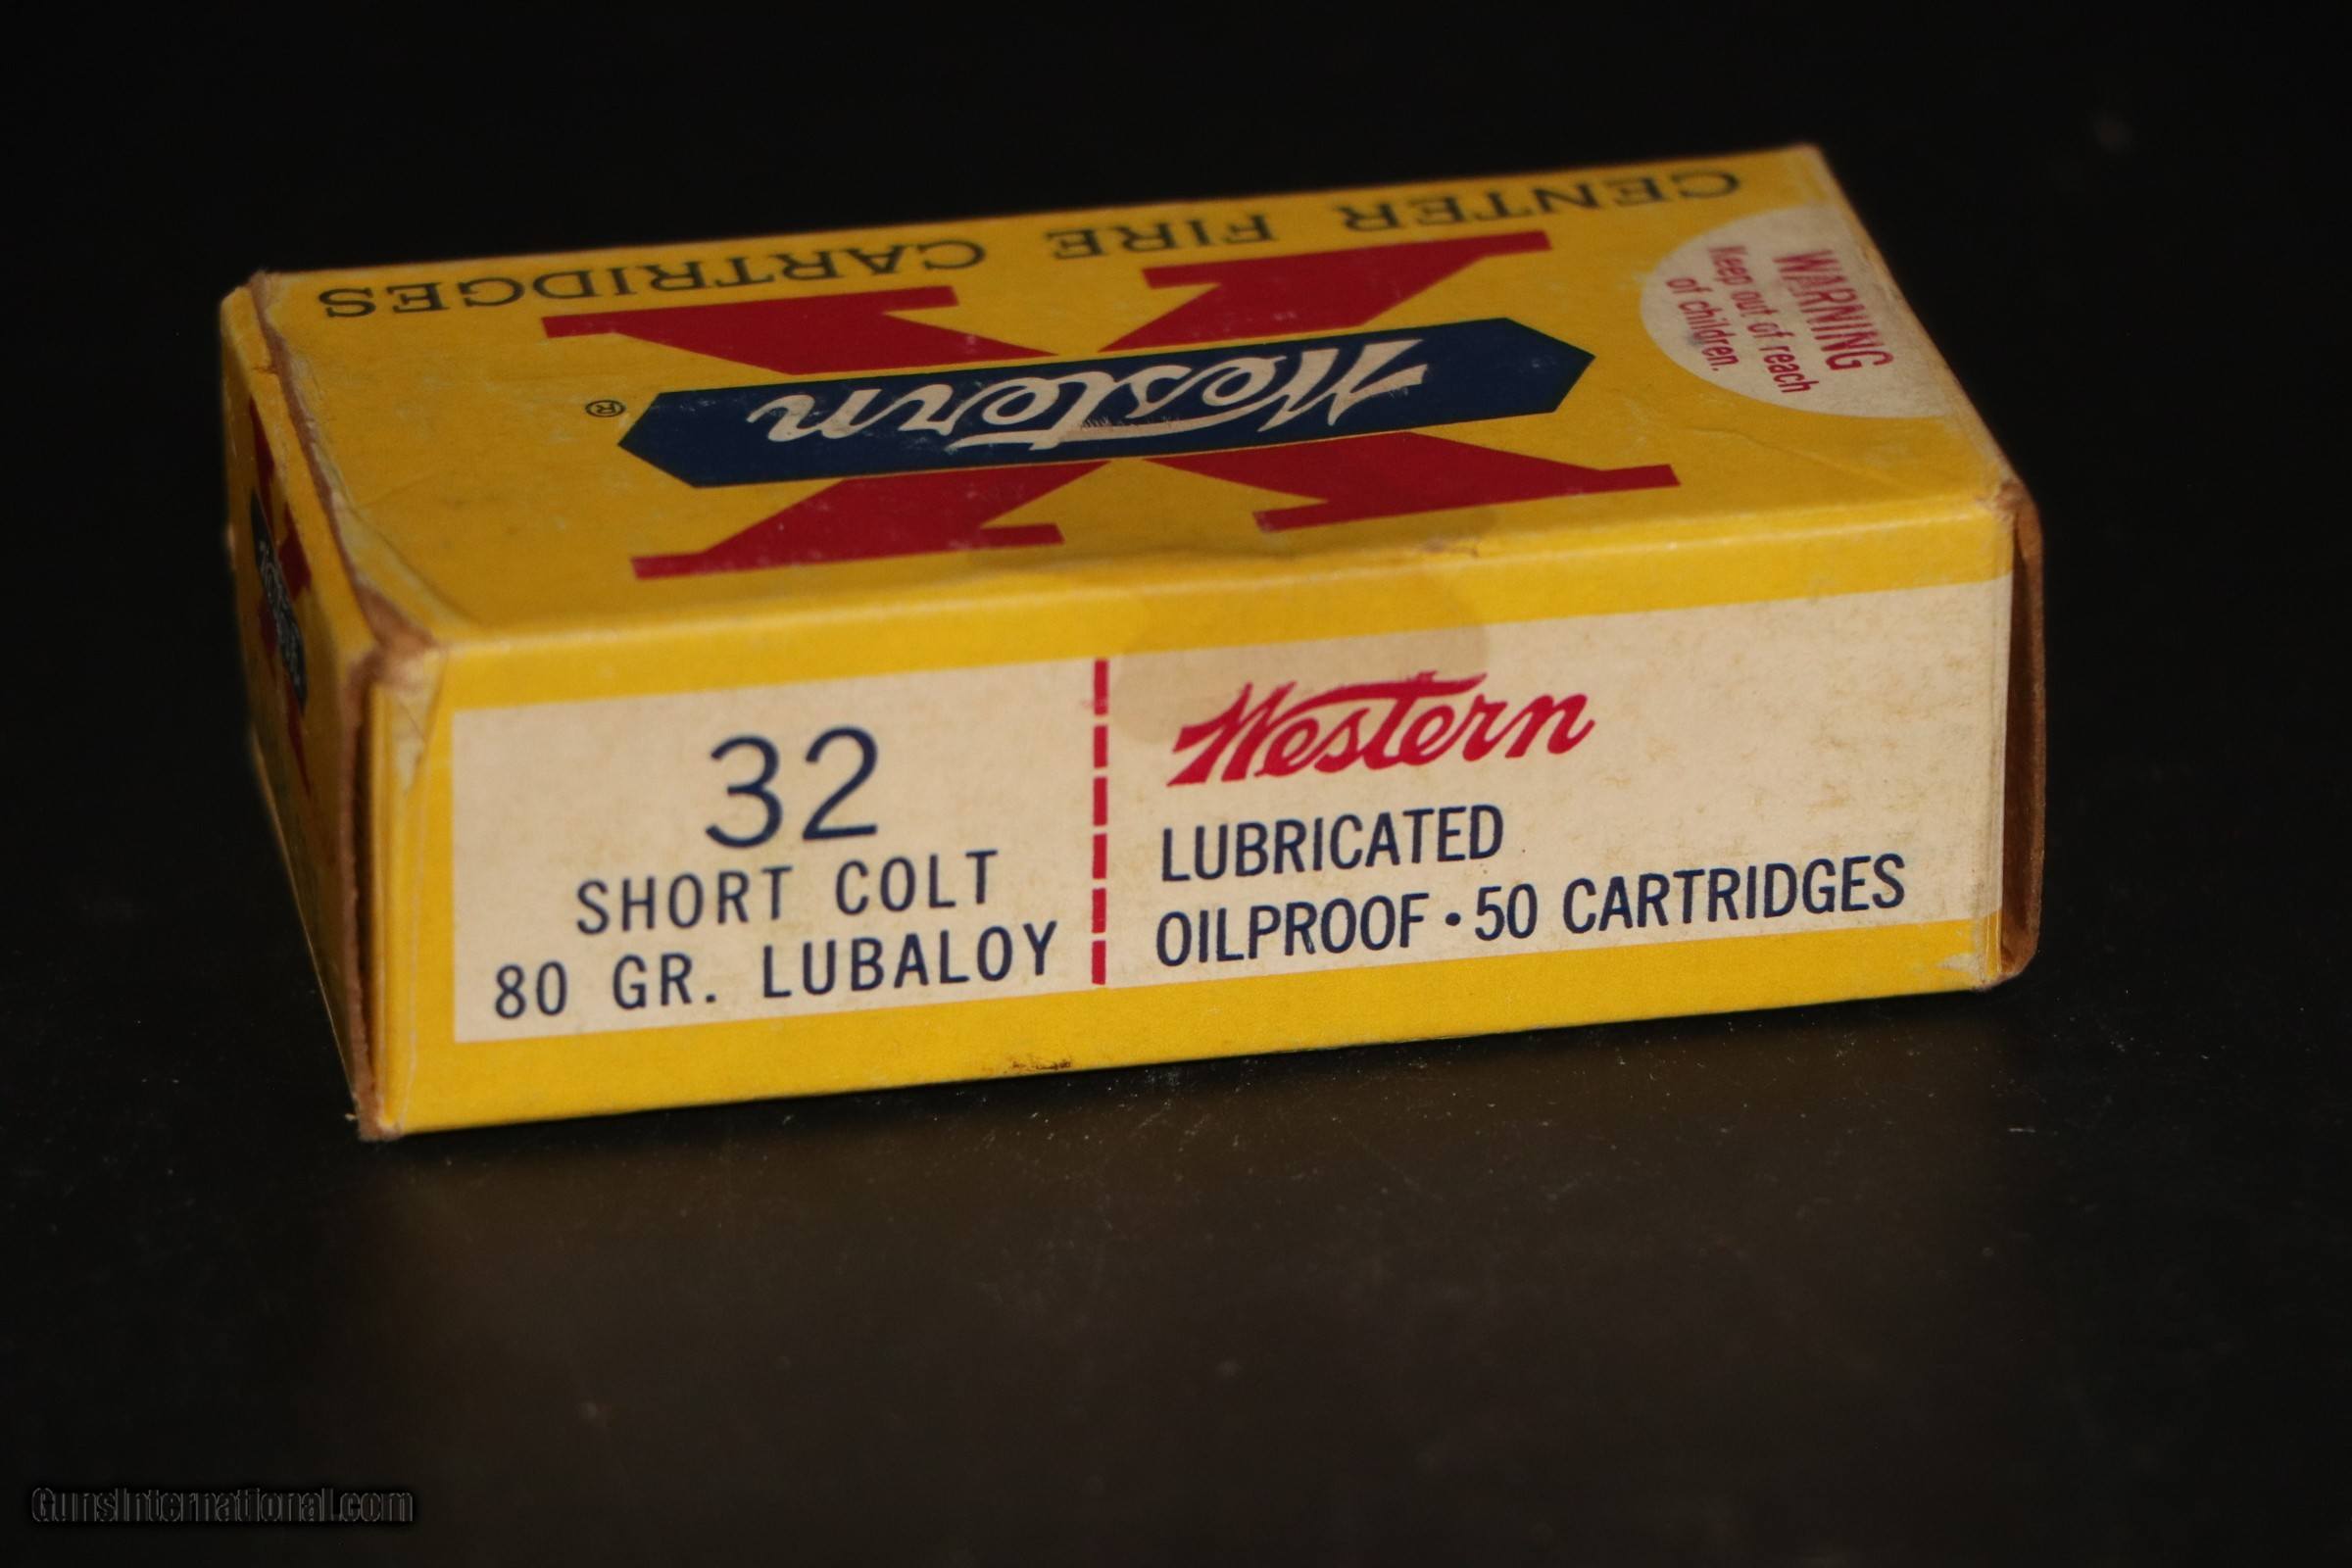 CENTER FIRE CARTRIDGES
Western
®
WARNING
Keep out of reach
of children.
32
SHORT COLT
80 GR. LUBALOY
Western
LUBRICATED
OILPROOF • 50 CARTRIDGES
GunsInternational.com